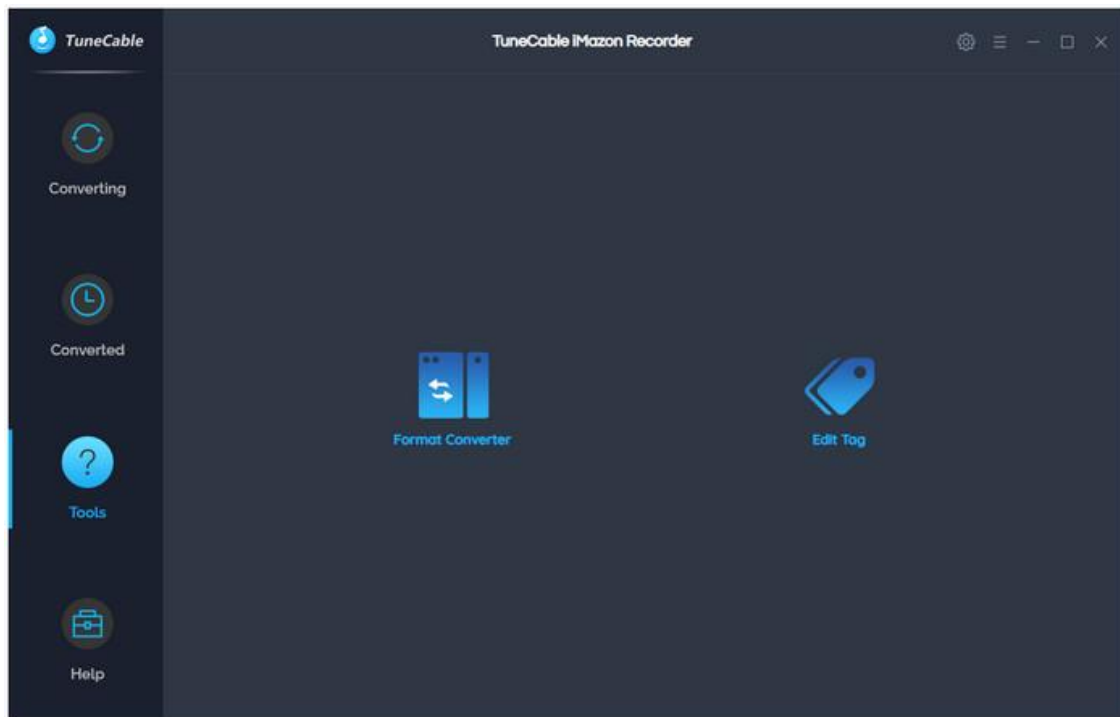 TuneCable
TuneCable iMazon Recorder
Converting
Converted
Tools
Help
Format Converter
Edit Tag